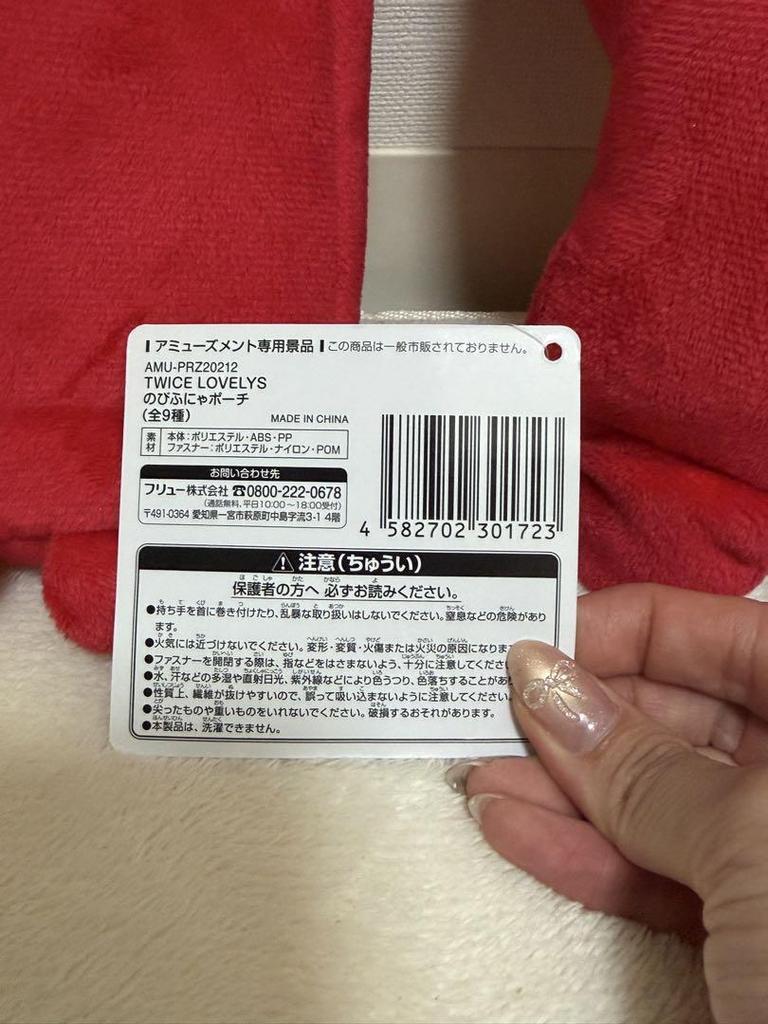 アミューズメント専用景品 この商品は一般市販されておりません。
AMU-PRZ20212
TWICE LOVELYS
のびふにゃポーチ
(全9種)
MADE IN CHINA
素材 本体:ポリエステル・ABS・PP
ファスナー:ポリエステル・ナイロン・POM
お問い合わせ先
フリュー株式会社 ☎0800-222-0678
(通話無料、平日10:00~18:00受付)
〒491-0364 愛知県一宮市萩原町中島字流3-1 4階
4 582702 301723
⚠注意(ちゅうい)
保護者の方へ 必ずお読みください。
●持ち手を首に巻き付けたり、乱暴な取り扱いはしないでください。窒息などの危険があり
ます。
●火気には近づけないでください。変形・変質・火傷または火災の原因になりま
●ファスナーを開閉する際は、指などをはさまないよう、十分に注意してくださ
●水、汗などの多湿や直射日光、紫外線などにより色うつり、色落ちすることがあ
●性質上、繊維が抜けやすいので、誤って吸い込まないように注意してください
●尖ったものや重いものをいれないでください。破損するおそれがあります。
●本製品は、洗濯できません。